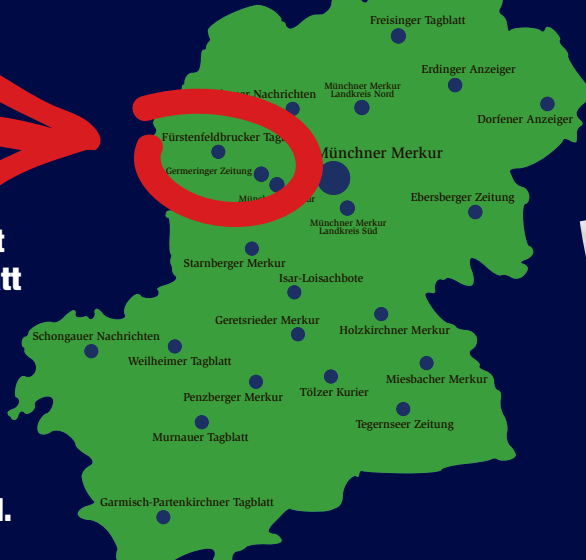 Freisinger Tagblatt
Erdinger Anzeiger
Münchner Merkur
Landkreis Nord
Nachrichten
Dorfener Anzeiger
Fürstenfeldbrucker
Münchner Merkur
Germeringer Zeitung
Ebersberger Zeitung
Münchner Merkur
Landkreis Süd
Starnberger Merkur
Isar-Loisachbote
Geretsrieder Merkur
Holzkirchner Merkur
Schongauer Nachrichten
Weilheimer Tagblatt
Miesbacher Merkur
Penzberger Merkur
Tölzer Kurier
Tegernseer Zeitung
Murnauer Tagblatt
Garmisch-Partenkirchner Tagblatt